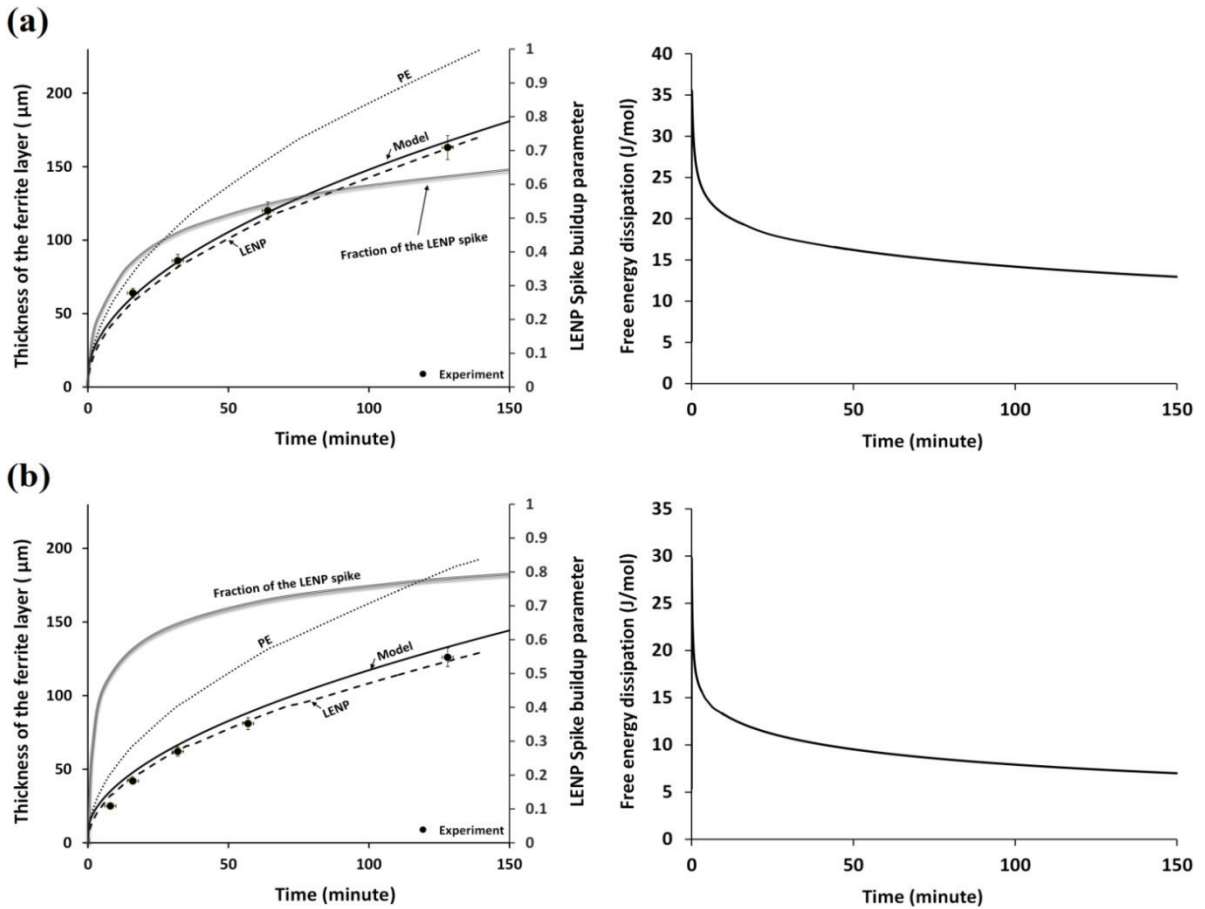 (a)
Thickness of the ferrite layer ( µm)
200
150
100
50
0
PE
Model
LENP
Fraction of the LENP spike
Experiment
0
50
100
150
Time (minute)
1
0.9
0.8
0.7
0.6
0.5
0.4
0.3
0.2
0.1
0
LENP Spike buildup parameter
Free energy dissipation (J/mol)
40
35
30
25
20
15
10
5
0
0
50
100
150
Time (minute)
(b)
Thickness of the ferrite layer ( µm)
200
150
100
50
0
Fraction of the LENP spike
PE
Model
LENP
Experiment
0
50
100
150
Time (minute)
1
0.9
0.8
0.7
0.6
0.5
0.4
0.3
0.2
0.1
0
LENP Spike buildup parameter
Free energy dissipation (J/mol)
35
30
25
20
15
10
5
0
0
50
100
150
Time (minute)